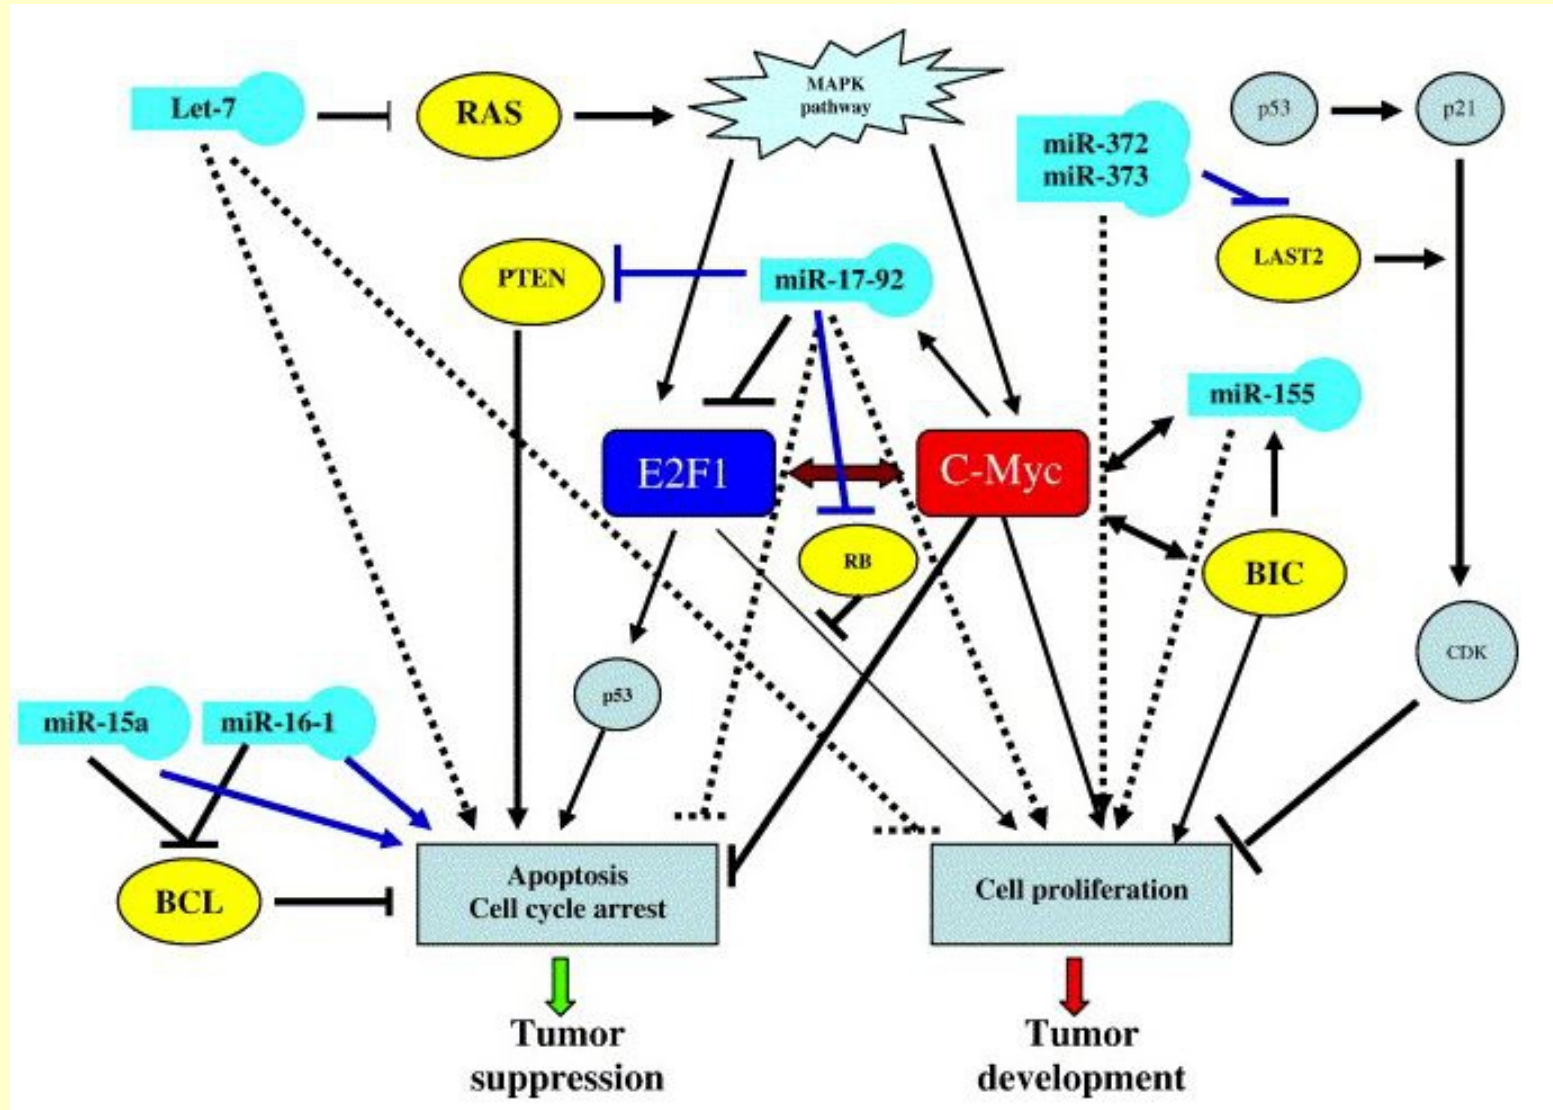 MAPK
pathway
Let-7
RAS
p53
p21
miR-372
miR-373
PTEN
miR-17-92
LAST2
miR-155
E2F1
C-Myc
RB
BIC
CDK
p53
miR-15a
miR-16-1
BCL
Apoptosis
Cell cycle arrest
Cell proliferation
Tumor
suppression
Tumor
development